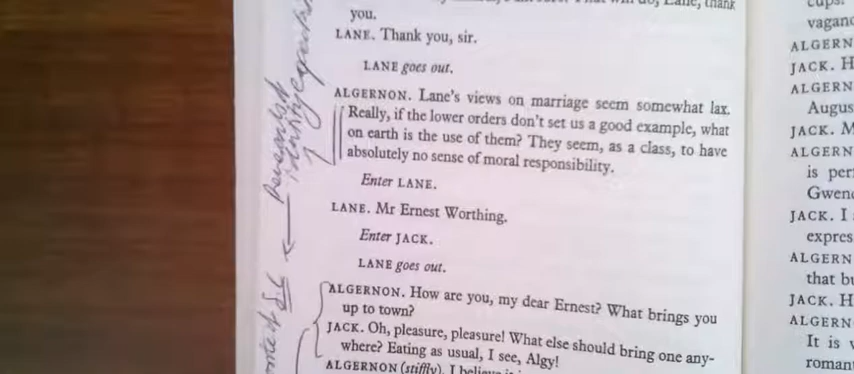 you.
LANE. Thank you, sir.
LANE goes out.
ALGERNON. Lane's views on marriage seem somewhat lax.
Really, if the lower orders don't set us a good example, what
on earth is the use of them? They seem, as a class, to have
absolutely no sense of moral responsibility.
Enter LANE.
LANE. Mr Ernest Worthing.
Enter JACK.
LANE goes out.
ALGERNON. How are you, my dear Ernest? What brings you
up to town?
JACK. Oh, pleasure, pleasure! What else should bring one any-
where? Eating as usual, I see, Algy!
ALGERNON (stiffly). I believe
cups.
vagan
ALGERN
JACK. H
ALGERN
Augus
JACK. M
ALGERN
is per
Gwend
JACK. I
expres
ALGERN
that bu
JACK. H
ALGERN
It is v
roman